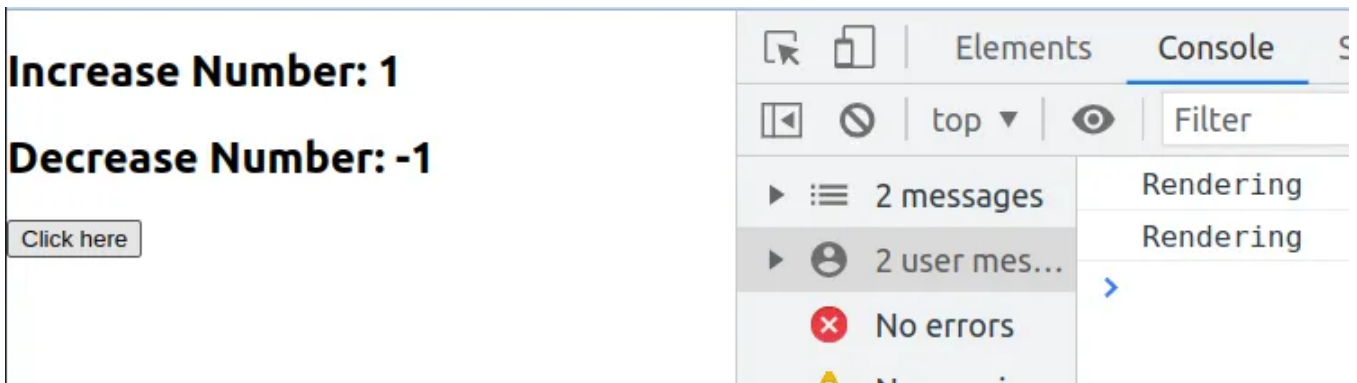 Increase Number: 1
Decrease Number: -1
Click here
Elements Console
top Filter
2 messages
2 user mes…
No errors
Rendering
Rendering